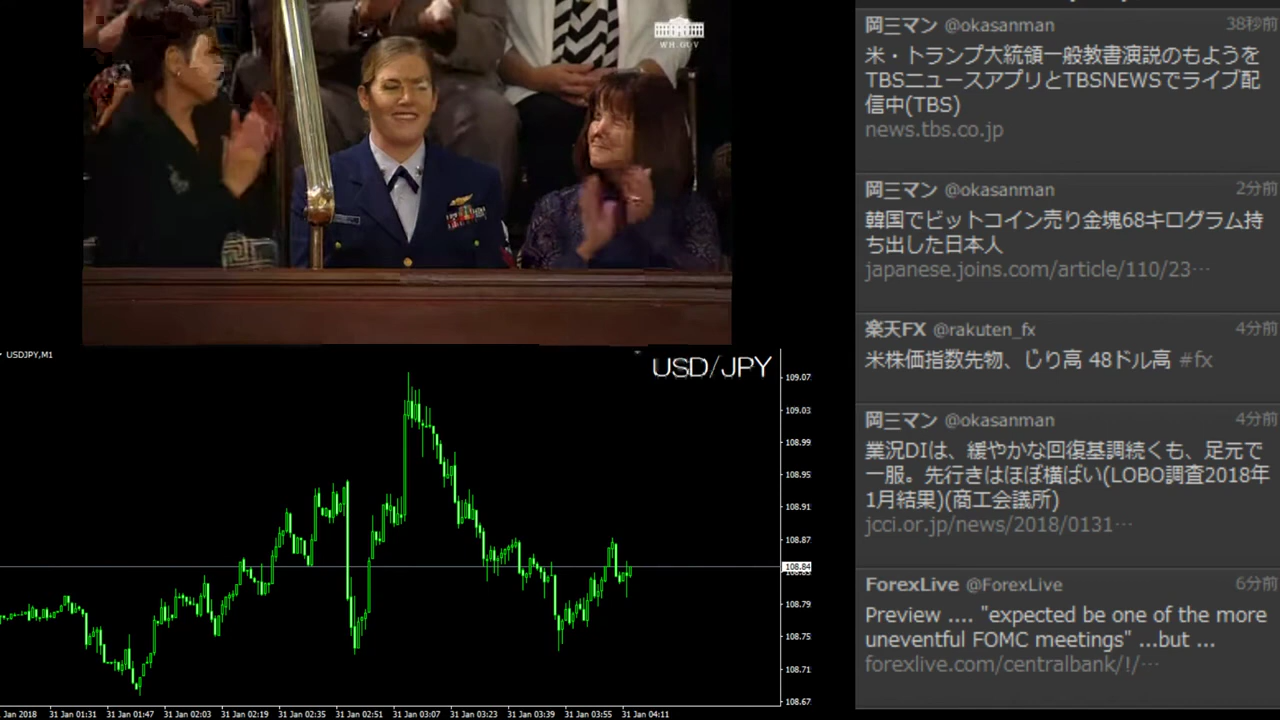 WH.GOV
USDJPY,M1
USD/JPY
109.07
109.03
108.99
108.95
108.91
108.87
108.84
108.79
108.75
108.71
108.67
Jan 2018
31 Jan 01:31
31 Jan 01:47
31 Jan 02:03
31 Jan 02:19
31 Jan 02:35
31 Jan 02:51
31 Jan 03:07
31 Jan 03:23
31 Jan 03:39
31 Jan 03:55
31 Jan 04:11
岡三マン @okasanman 38秒前
米・トランプ大統領一般教書演説のもようを
TBSニュースアプリとTBSNEWSでライブ配
信中(TBS)
news.tbs.co.jp
岡三マン @okasanman 2分前
韓国でビットコイン売り金塊68キログラム持
ち出した日本人
japanese.joins.com/article/110/23…
楽天FX @rakuten_fx 4分前
米株価指数先物、じり高 48ドル高 #fx
岡三マン @okasanman 4分前
業況DIは、緩やかな回復基調続くも、足元で
一服。先行きはほぼ横ばい(LOBO調査2018年
1月結果)(商工会議所)
jcci.or.jp/news/2018/0131…
ForexLive @ForexLive 6分前
Preview .... "expected be one of the more
uneventful FOMC meetings" ...but ...
forexlive.com/centralbank/!/…